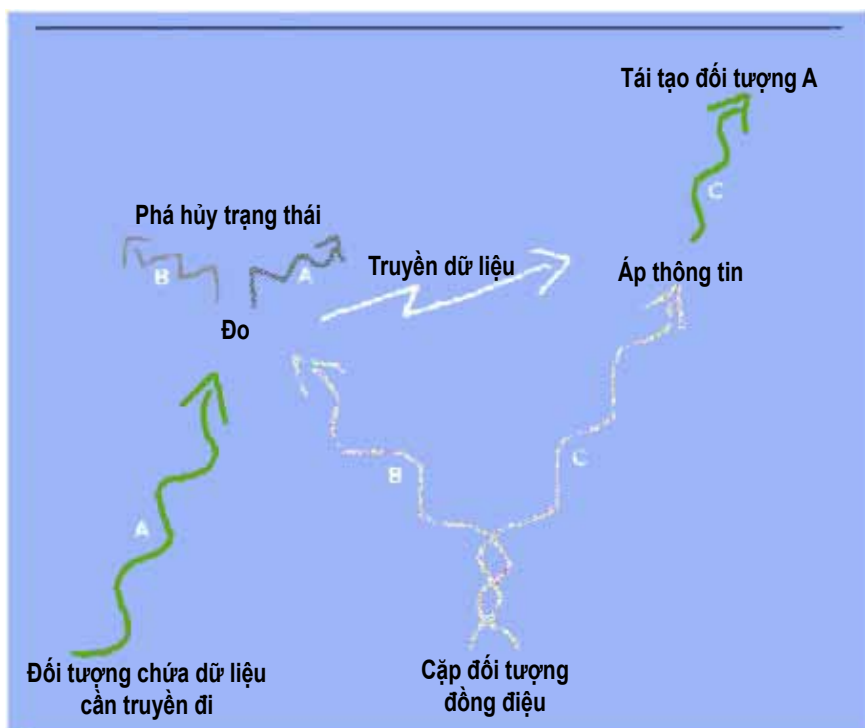 Tái tạo đối tượng A
C
Phá hủy trạng thái
B
A
Truyền dữ liệu
Áp thông tin
Đo
B
C
A
Đối tượng chứa dữ liệu
cần truyền đi
Cặp đối tượng
đồng điệu